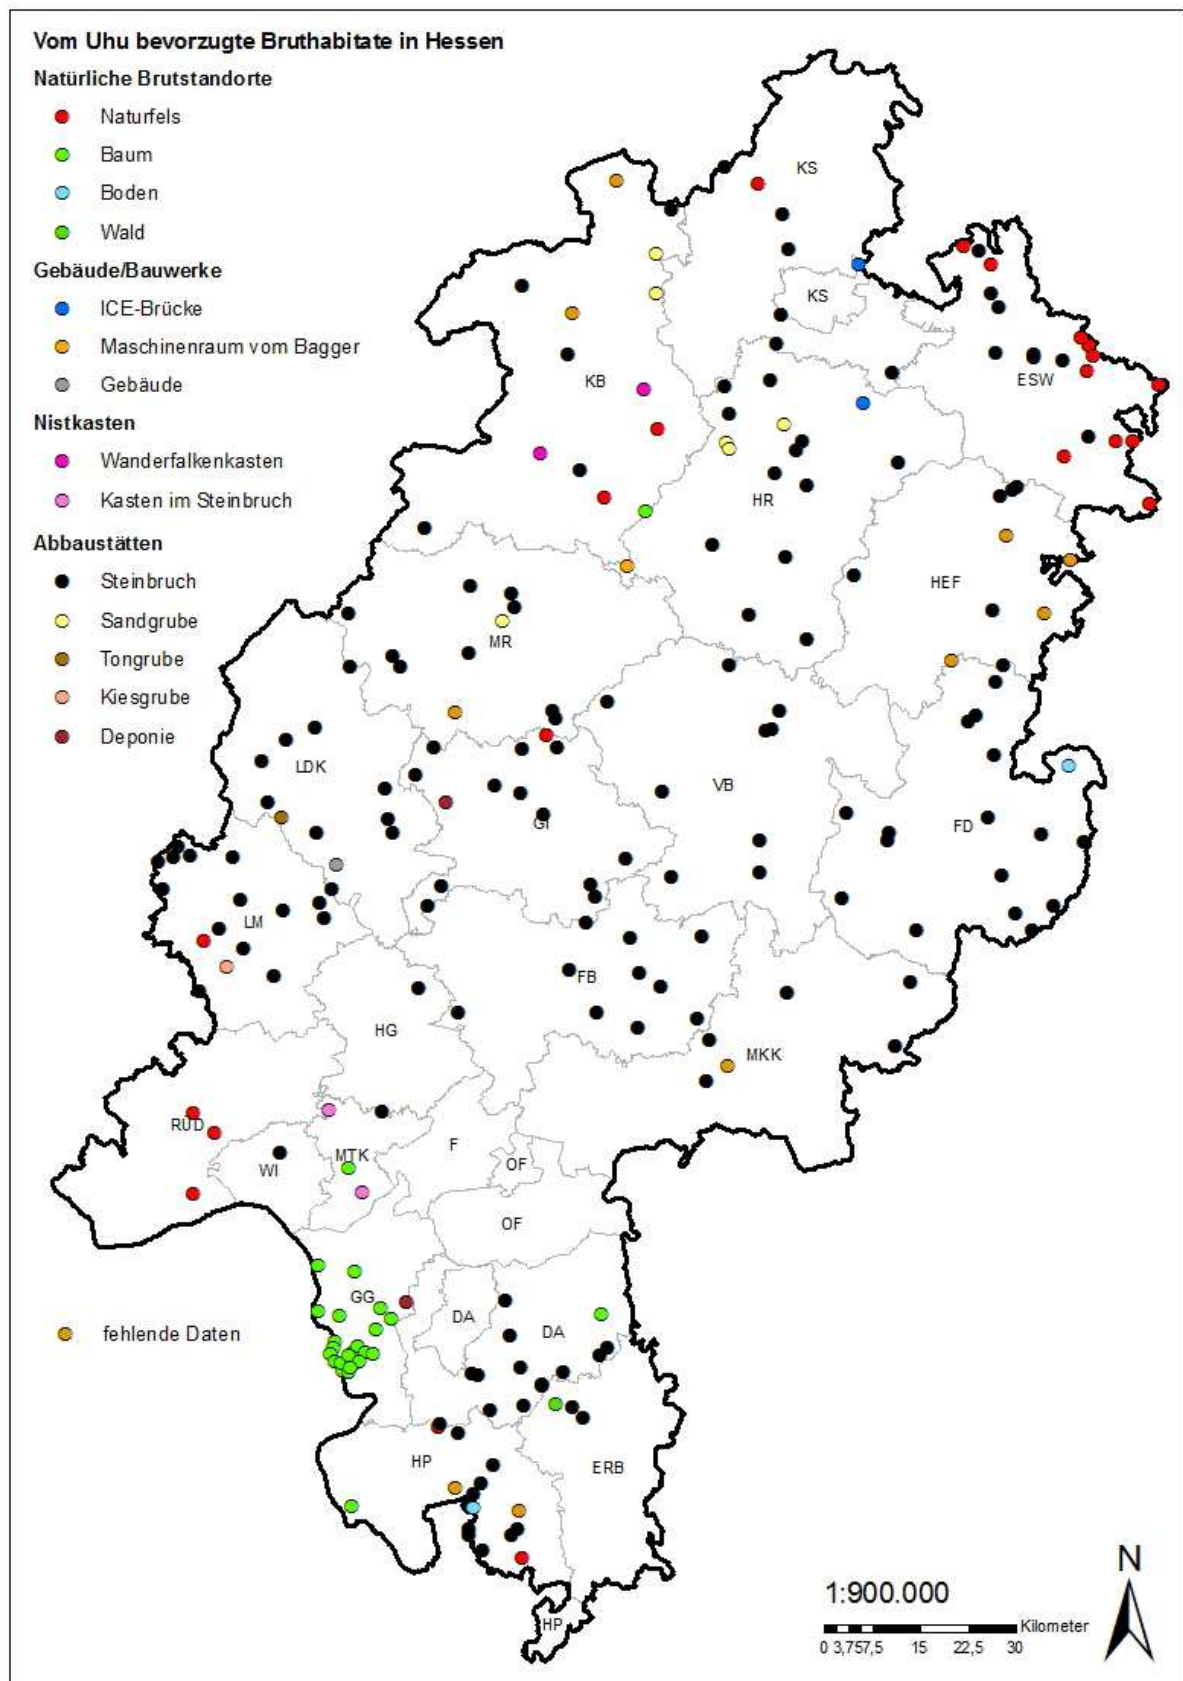 Vom Uhu bevorzugte Bruthabitate in Hessen
Natürliche Brutstandorte
Naturfels
Baum
Boden
Wald
Gebäude/Bauwerke
ICE-Brücke
Maschinenraum vom Bagger
Gebäude
Nistkasten
Wanderfalkenkasten
Kasten im Steinbruch
Abbaustätten
Steinbruch
Sandgrube
Tongrube
Kiesgrube
Deponie
fehlende Daten
KS
KS
KB
ESW
HR
HEF
MR
LDK
VB
GI
FD
LM
FB
HG
MKK
RÜD
WI
MTK
F
OF
OF
GG
DA
DA
HP
ERB
HP
N
1:900.000
Kilometer
0 3,757,5 15 22,5 30